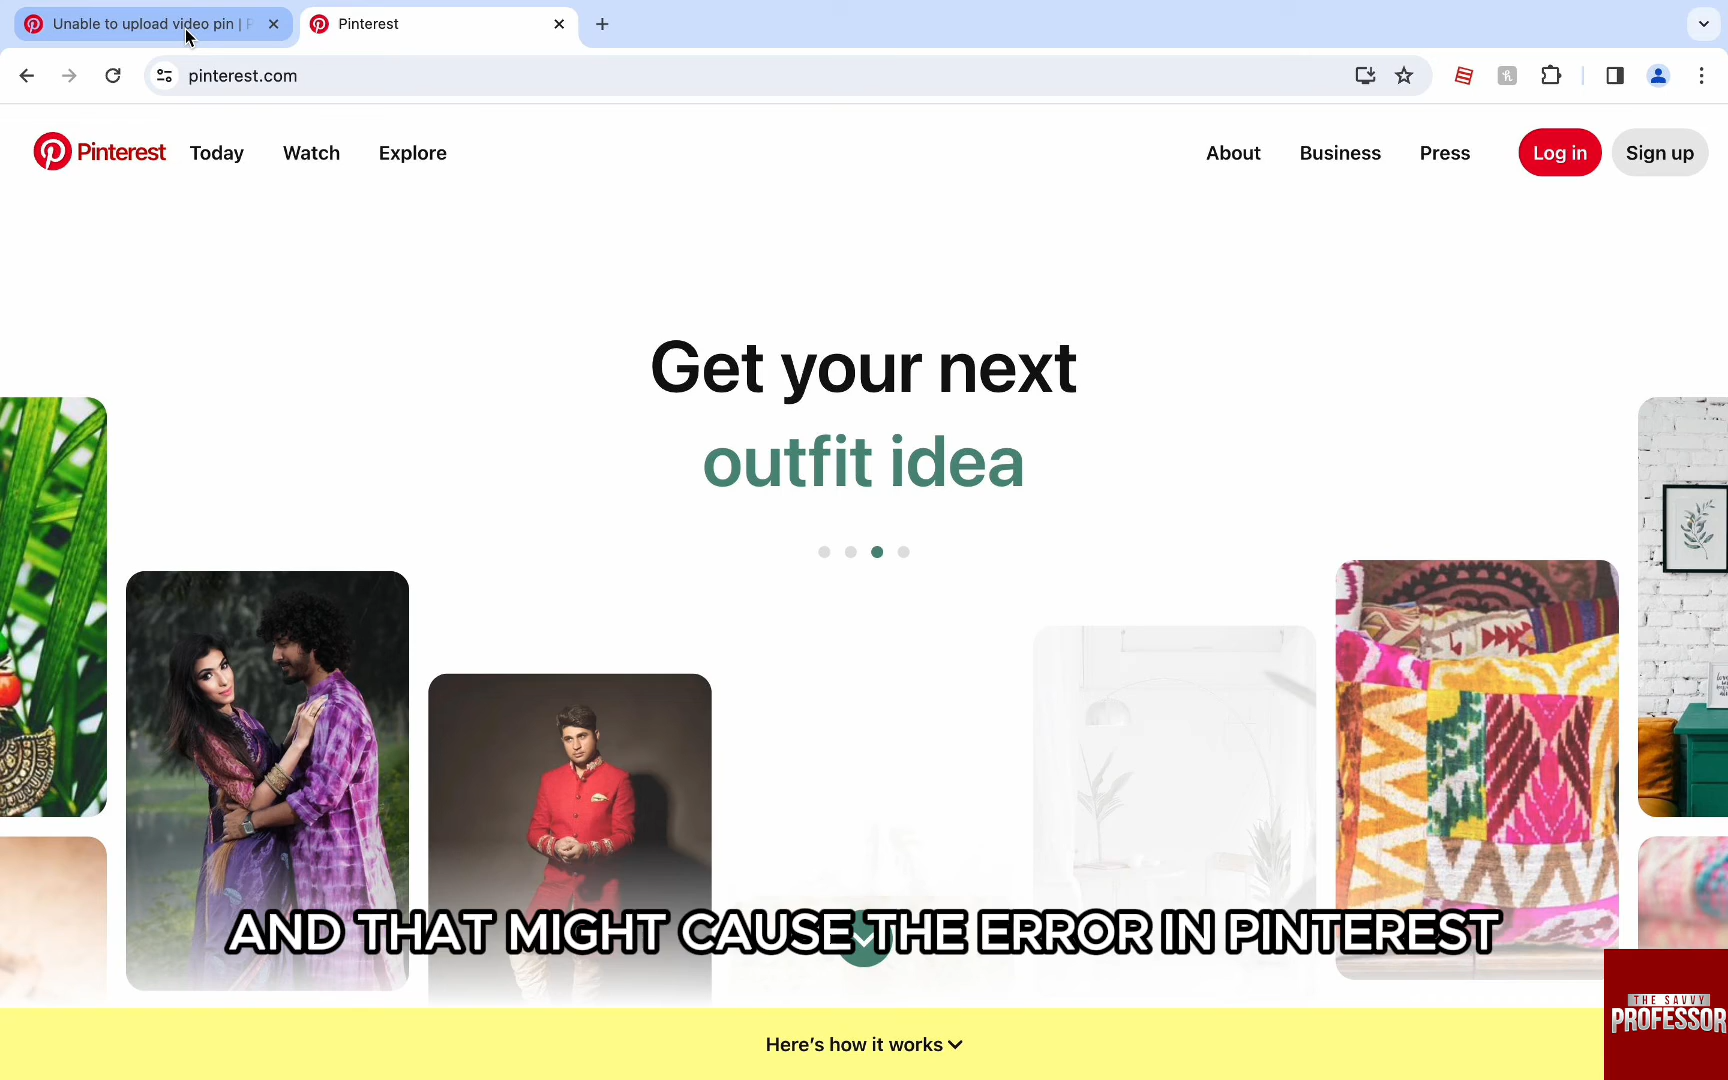 Unable to upload video pin | P
Pinterest
pinterest.com
Pinterest
Today
Watch
Explore
About
Business
Press
Log in
Sign up
Get your next
outfit idea
AND THAT MIGHT CAUSE THE ERROR IN PINTEREST
THE SAVVY
PROFESSOR
Here's how it works